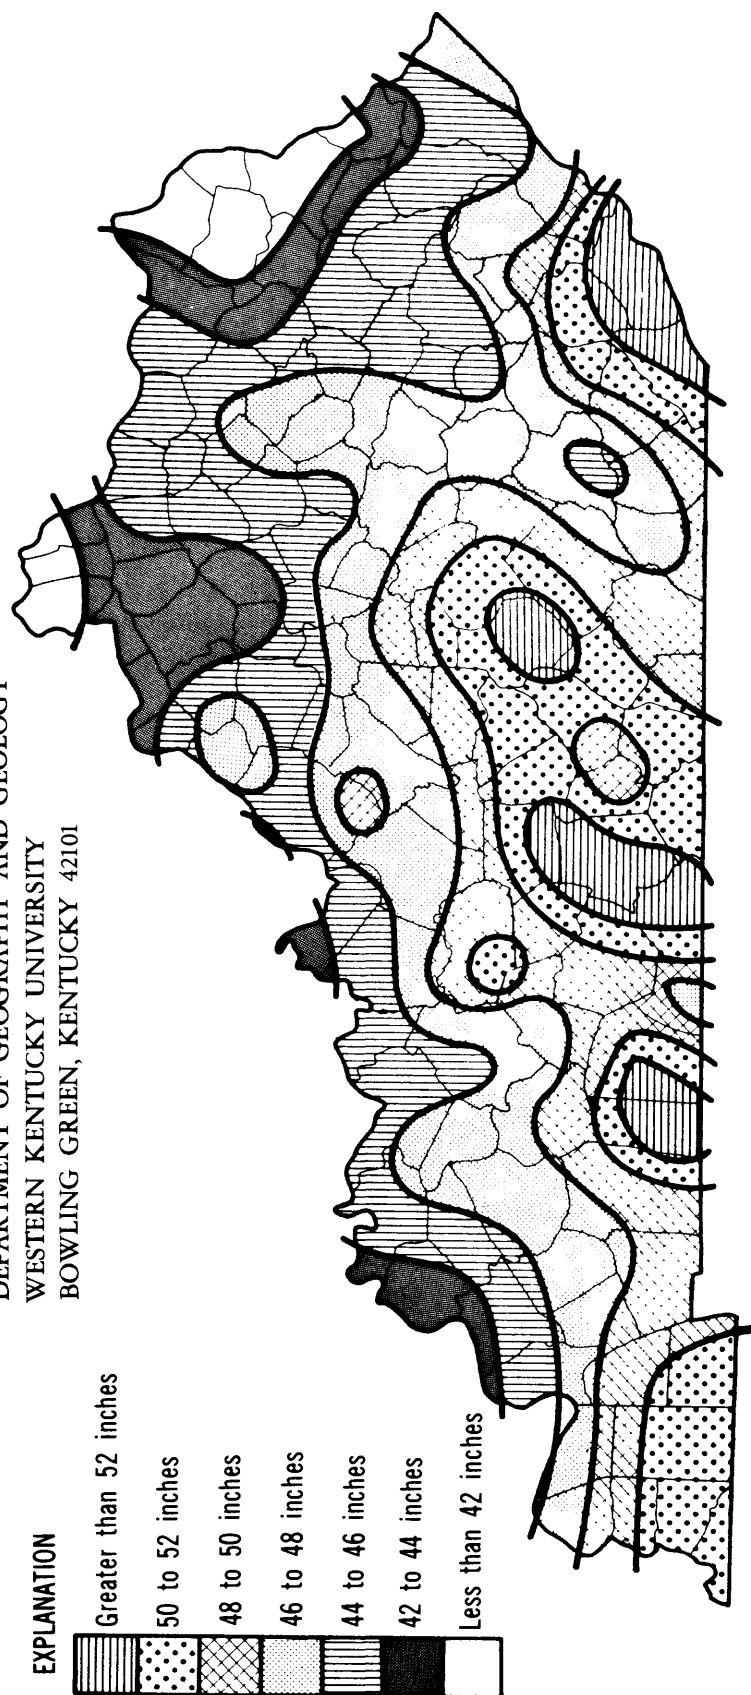 WESTERN KENTUCKY UNIVERSITY
BOWLING GREEN, KENTUCKY 42101
EXPLANATION
Greater than 52 inches
50 to 52 inches
48 to 50 inches
46 to 48 inches
44 to 46 inches
42 to 44 inches
Less than 42 inches